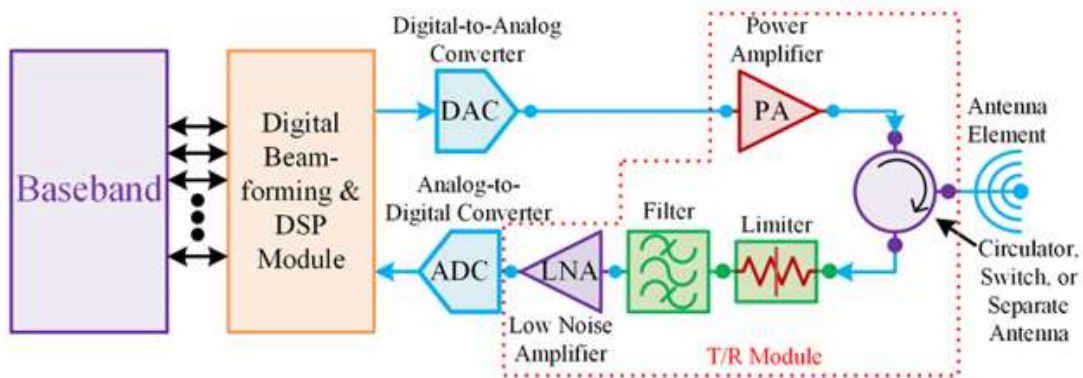 Baseband
Digital
Beam-
forming &
DSP
Module
Digital-to-Analog
Converter
DAC
Analog-to-
Digital Converter
ADC
Power
Amplifier
PA
Antenna
Element
Filter
Limiter
LNA
Low Noise
Amplifier
T/R Module
Circulator,
Switch, or
Separate
Antenna